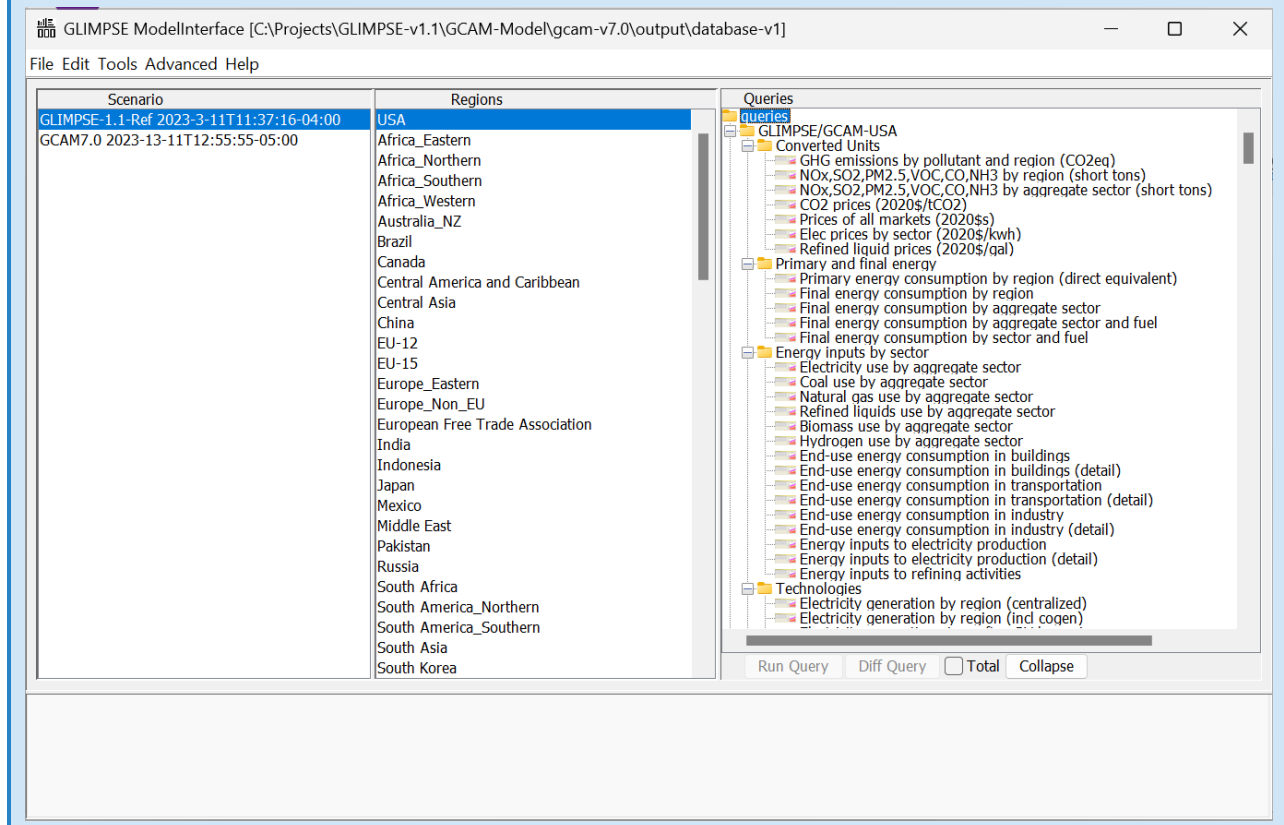 GLIMPSE ModelInterface [C:\Projects\GLIMPSE-v1.1\GCAM-Model\gcam-v7.0\output\database-v1]
File Edit Tools Advanced Help
Scenario
GLIMPSE-1.1-Ref 2023-3-11T11:37:16-04:00
GCAM7.0 2023-13-11T12:55:55-05:00
Regions
USA
Africa_Eastern
Africa_Northern
Africa_Southern
Africa_Western
Australia_NZ
Brazil
Canada
Central America and Caribbean
Central Asia
China
EU-12
EU-15
Europe_Eastern
Europe_Non_EU
European Free Trade Association
India
Indonesia
Japan
Mexico
Middle East
Pakistan
Russia
South Africa
South America_Northern
South America_Southern
South Asia
South Korea
Queries
queries
GLIMPSE/GCAM-USA
Converted Units
GHG emissions by pollutant and region (CO2eq)
NOx,SO2,PM2.5,VOC,CO,NH3 by region (short tons)
NOx,SO2,PM2.5,VOC,CO,NH3 by aggregate sector (short tons)
CO2 prices (2020$/tCO2)
Prices of all markets (2020$s)
Elec prices by sector (2020$/kwh)
Refined liquid prices (2020$/gal)
Primary and final energy
Primary energy consumption by region (direct equivalent)
Final energy consumption by region
Final energy consumption by aggregate sector
Final energy consumption by aggregate sector and fuel
Final energy consumption by sector and fuel
Energy inputs by sector
Electricity use by aggregate sector
Coal use by aggregate sector
Natural gas use by aggregate sector
Refined liquids use by aggregate sector
Biomass use by aggregate sector
Hydrogen use by aggregate sector
End-use energy consumption in buildings
End-use energy consumption in buildings (detail)
End-use energy consumption in transportation
End-use energy consumption in transportation (detail)
End-use energy consumption in industry
End-use energy consumption in industry (detail)
Energy inputs to electricity production
Energy inputs to electricity production (detail)
Energy inputs to refining activities
Technologies
Electricity generation by region (centralized)
Electricity generation by region (incl cogen)
Run Query Diff Query Total Collapse